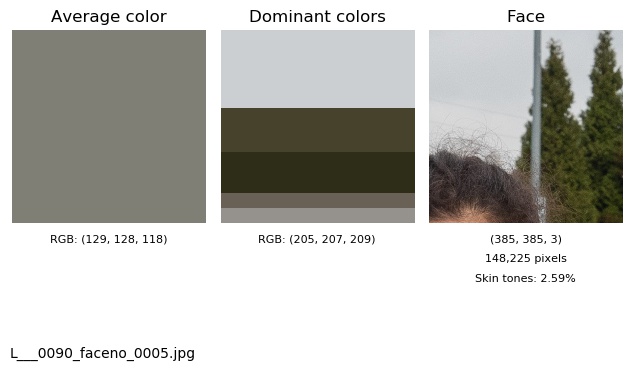 Average color
Dominant colors
Face
RGB: (129, 128, 118)
RGB: (205, 207, 209)
(385, 385, 3)
148,225 pixels
Skin tones: 2.59%
L___0090_faceno_0005.jpg